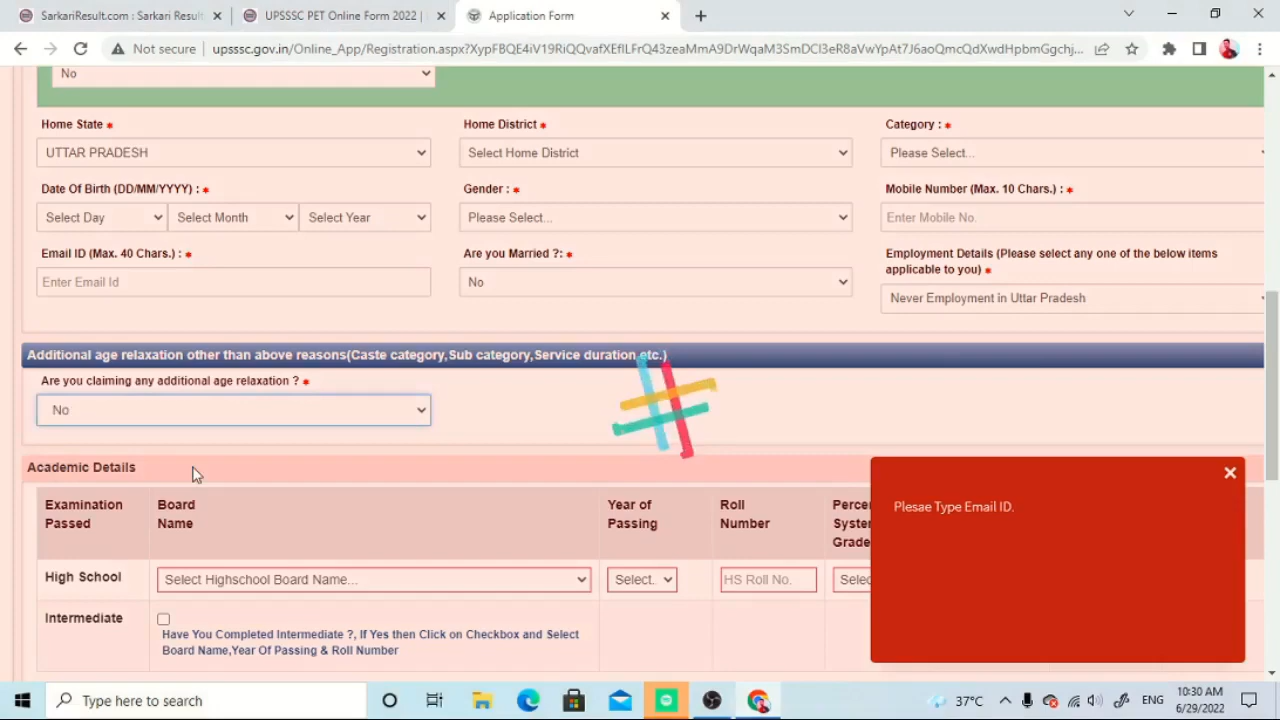 SarkariResult.com : Sarkari Result
UPSSSC PET Online Form 2022 |
Application Form
Not secure
upsssc.gov.in/Online_App/Registration.aspx?XypFBQE4iV19RiQQvafXEfILFrQ43zeaMmA9DrWqaM3SmDCl3eR8aVwYpAt7J6aoQmcQdXwdHpbmGgchj...
No
Home State *
Home District *
Category : *
UTTAR PRADESH
Select Home District
Please Select...
Date Of Birth (DD/MM/YYYY) : *
Gender : *
Mobile Number (Max. 10 Chars.) : *
Select Day
Select Month
Select Year
Please Select...
Enter Mobile No.
Email ID (Max. 40 Chars.) : *
Are you Married ?: *
Employment Details (Please select any one of the below items
applicable to you) *
Enter Email Id
No
Never Employment in Uttar Pradesh
Additional age relaxation other than above reasons(Caste category,Sub category,Service duration etc.)
Are you claiming any additional age relaxation ? *
No
Academic Details
Plesae Type Email ID.
Examination
Passed
Board
Name
Year of
Passing
Roll
Number
Perce
Syste
Grade
High School
Select Highschool Board Name...
Select.
HS Roll No.
Selec
Intermediate
Have You Completed Intermediate ?, If Yes then Click on Checkbox and Select
Board Name,Year Of Passing & Roll Number
Type here to search
37°C
ENG
10:30 AM
6/29/2022